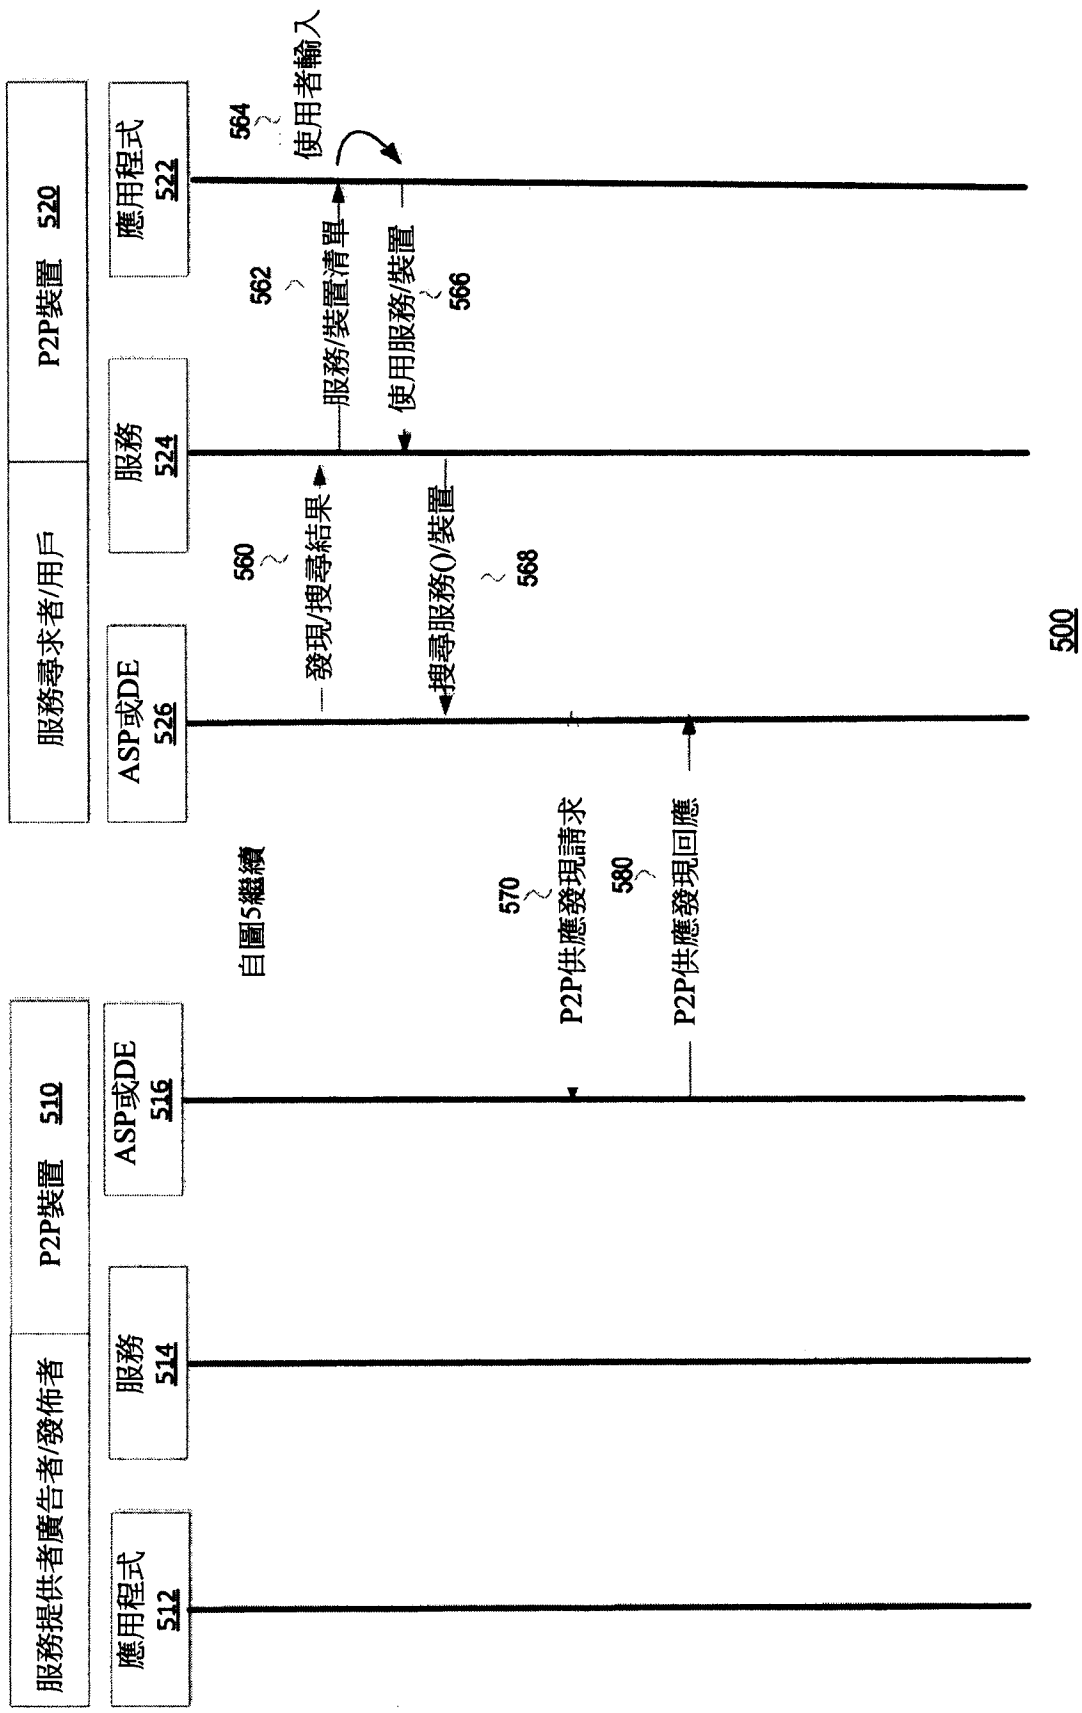 服務提供者廣告者/發佈者
P2P裝置 510
服務尋求者/用戶
P2P裝置 520
應用程式
512
服務
514
ASP或DE
516
ASP或DE
526
服務
524
應用程式
522
自圖5繼續
560
發現/搜尋結果
562
服務/裝置清單
564
使用者輸入
使用服務/裝置
566
搜尋服務()/裝置
568
570
P2P供應發現請求
580
P2P供應發現回應
500